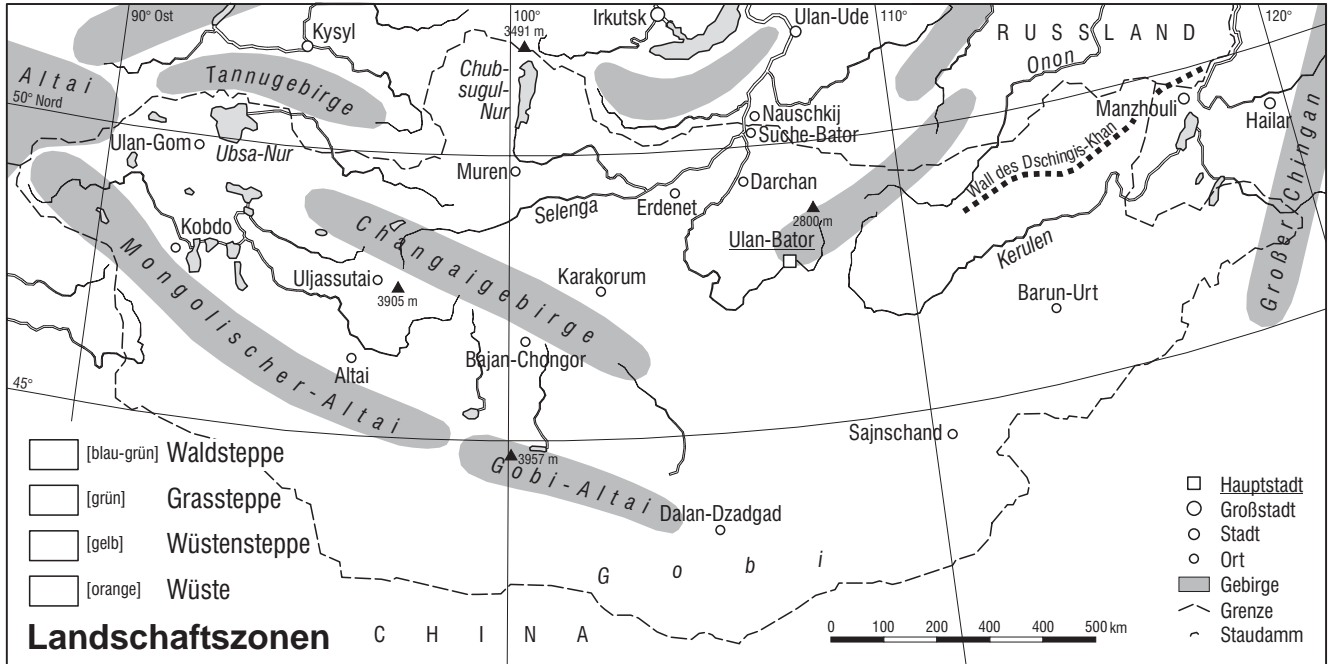 90° Ost
100°
Irkutsk
Ulan-Ude
110°
120°
3491 m
RUSSLAND
Kysyl
Onon
Altai
Tannugebirge
Chub-
sugul-
Nur
50° Nord
Manzhouli
Nauschkij
Hailar
Suche-Bator
Ulan-Gom
Ubsa-Nur
Wall des Dschingis-Khan
Muren
Darchan
Selenga
Erdenet
2800 m
Kobdo
Changaigebirge
Ulan-Bator
Kerulen
Großer Chingan
Mongolischer-Altai
Uljassutai
3905 m
Karakorum
Barun-Urt
Bajan-Chongor
Altai
45°
Sajnschand
3957 m
Gobi-Altai
Dalan-Dzadgad
Gobi
CHINA
[blau-grün] Waldsteppe
[grün] Grassteppe
[gelb] Wüstensteppe
[orange] Wüste
Landschaftszonen
Hauptstadt
Großstadt
Stadt
Ort
Gebirge
Grenze
Staudamm
0 100 200 400 400 500 km